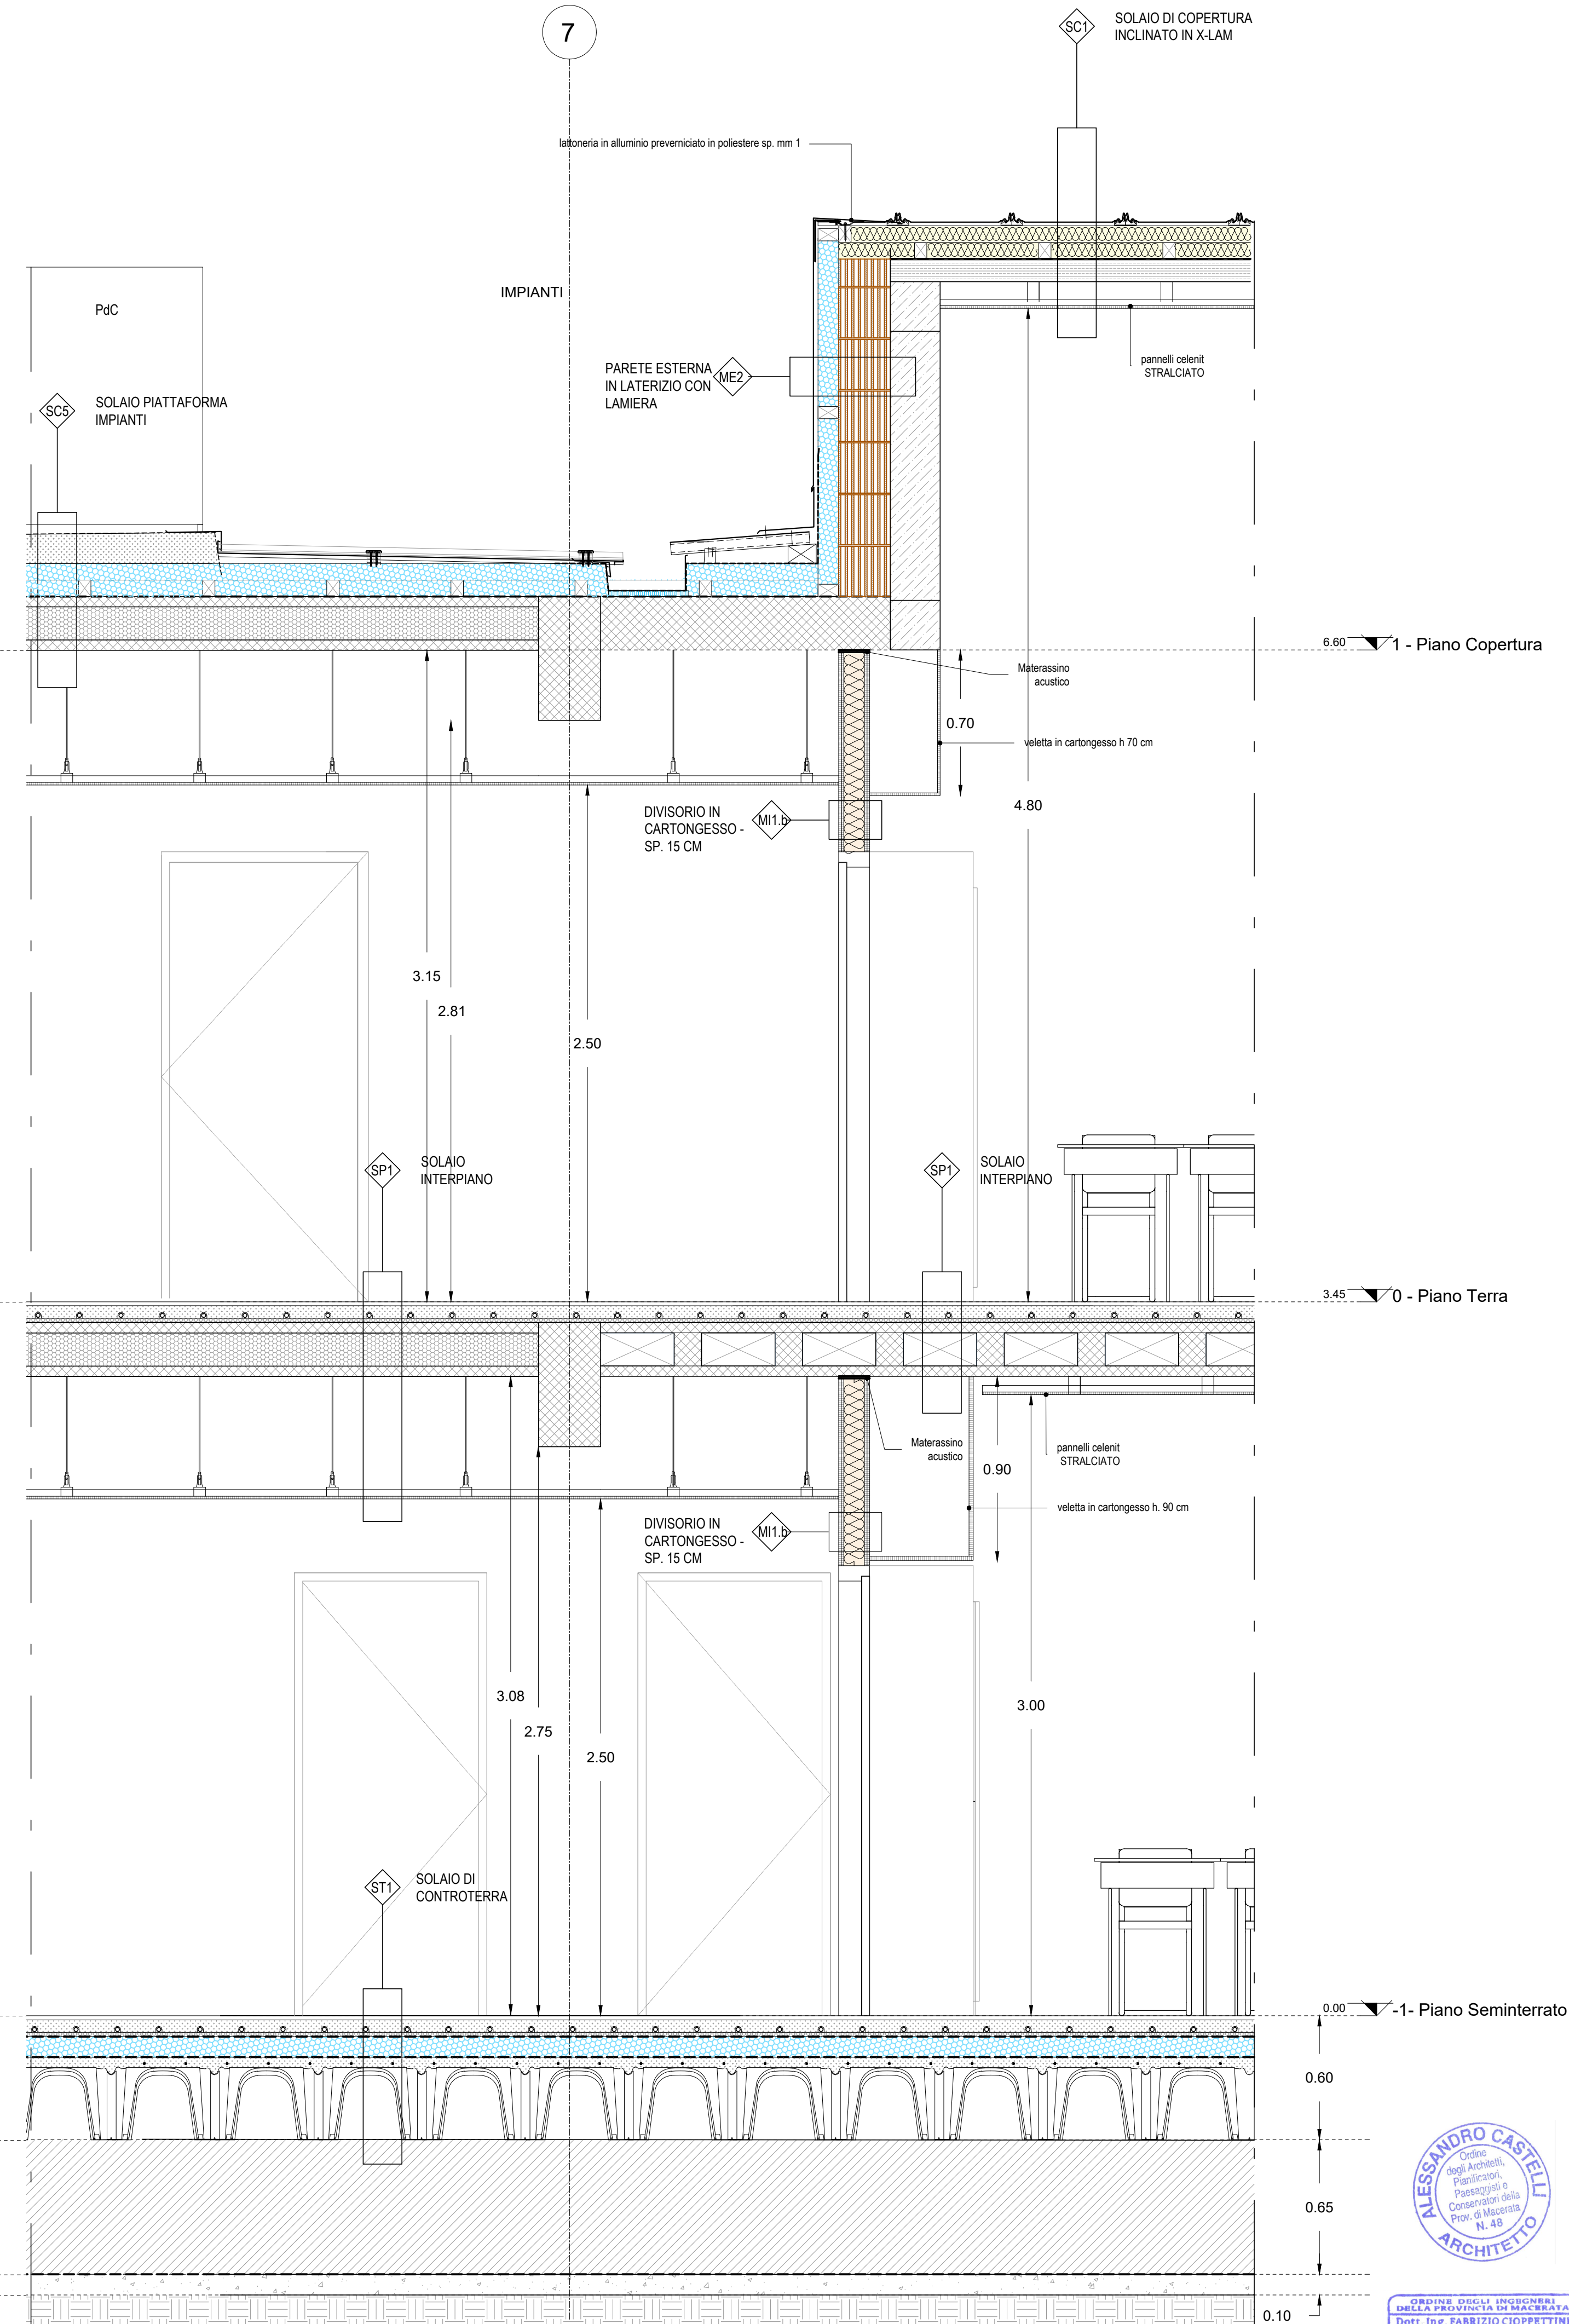 7
SC1
SOLAIO DI COPERTURA
INCLINATO IN X-LAM
lattoneria in alluminio preverniciato in poliestere sp. mm 1
IMPIANTI
PdC
pannelli celenit
STRALCIATO
PARETE ESTERNA
IN LATERIZIO CON
LAMIERA
ME2
SC5
SOLAIO PIATTAFORMA
IMPIANTI
6.60
1 - Piano Copertura
Materassino
acustico
0.70
veletta in cartongesso h 70 cm
4.80
DIVISORIO IN
CARTONGESSO -
SP. 15 CM
MI1.b
3.15
2.81
2.50
SP1
SOLAIO
INTERPIANO
SP1
SOLAIO
INTERPIANO
3.45
0 - Piano Terra
Materassino
acustico
0.90
pannelli celenit
STRALCIATO
veletta in cartongesso h. 90 cm
DIVISORIO IN
CARTONGESSO -
SP. 15 CM
MI1.b
3.08
2.75
2.50
3.00
ST1
SOLAIO DI
CONTROTERRA
0.00
-1- Piano Seminterrato
0.60
0.65
0.10
ALESSANDRO CASTELLI
Ordine
degli Architetti,
Pianificatori,
Paesaggisti e
Conservatori della
Prov. di Macerata
N. 48
ARCHITETTO
ORDINE DEGLI INGEGNERI
DELLA PROVINCIA DI MACERATA
Dott. Ing. FABRIZIO CIOPPETTINI